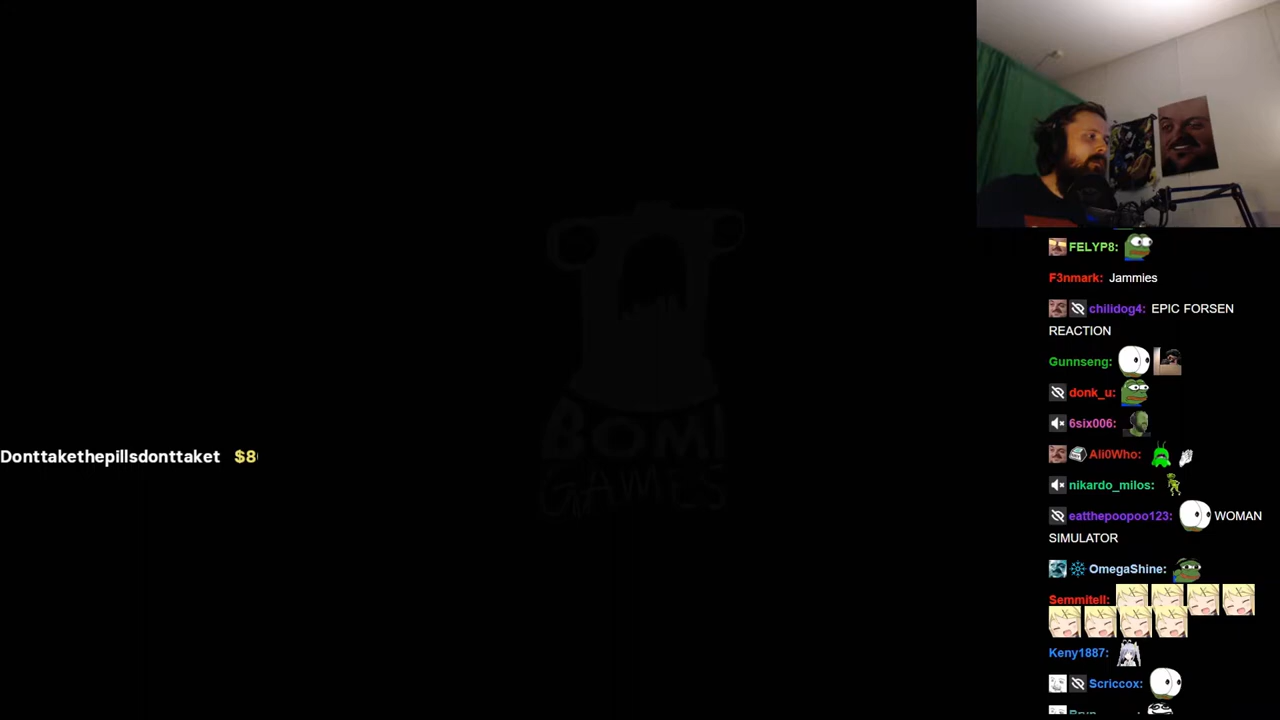 FELYP8:
F3nmark: Jammies
chilidog4: EPIC FORSEN
REACTION
Gunnseng:
donk_u:
6six006:
Donttakethepillsdonttaket $8
Ali0Who:
BOMI
GAMES
nikardo_milos:
eatthepoopoo123: WOMAN
SIMULATOR
OmegaShine:
Semmitell:
Keny1887:
Scriccox: